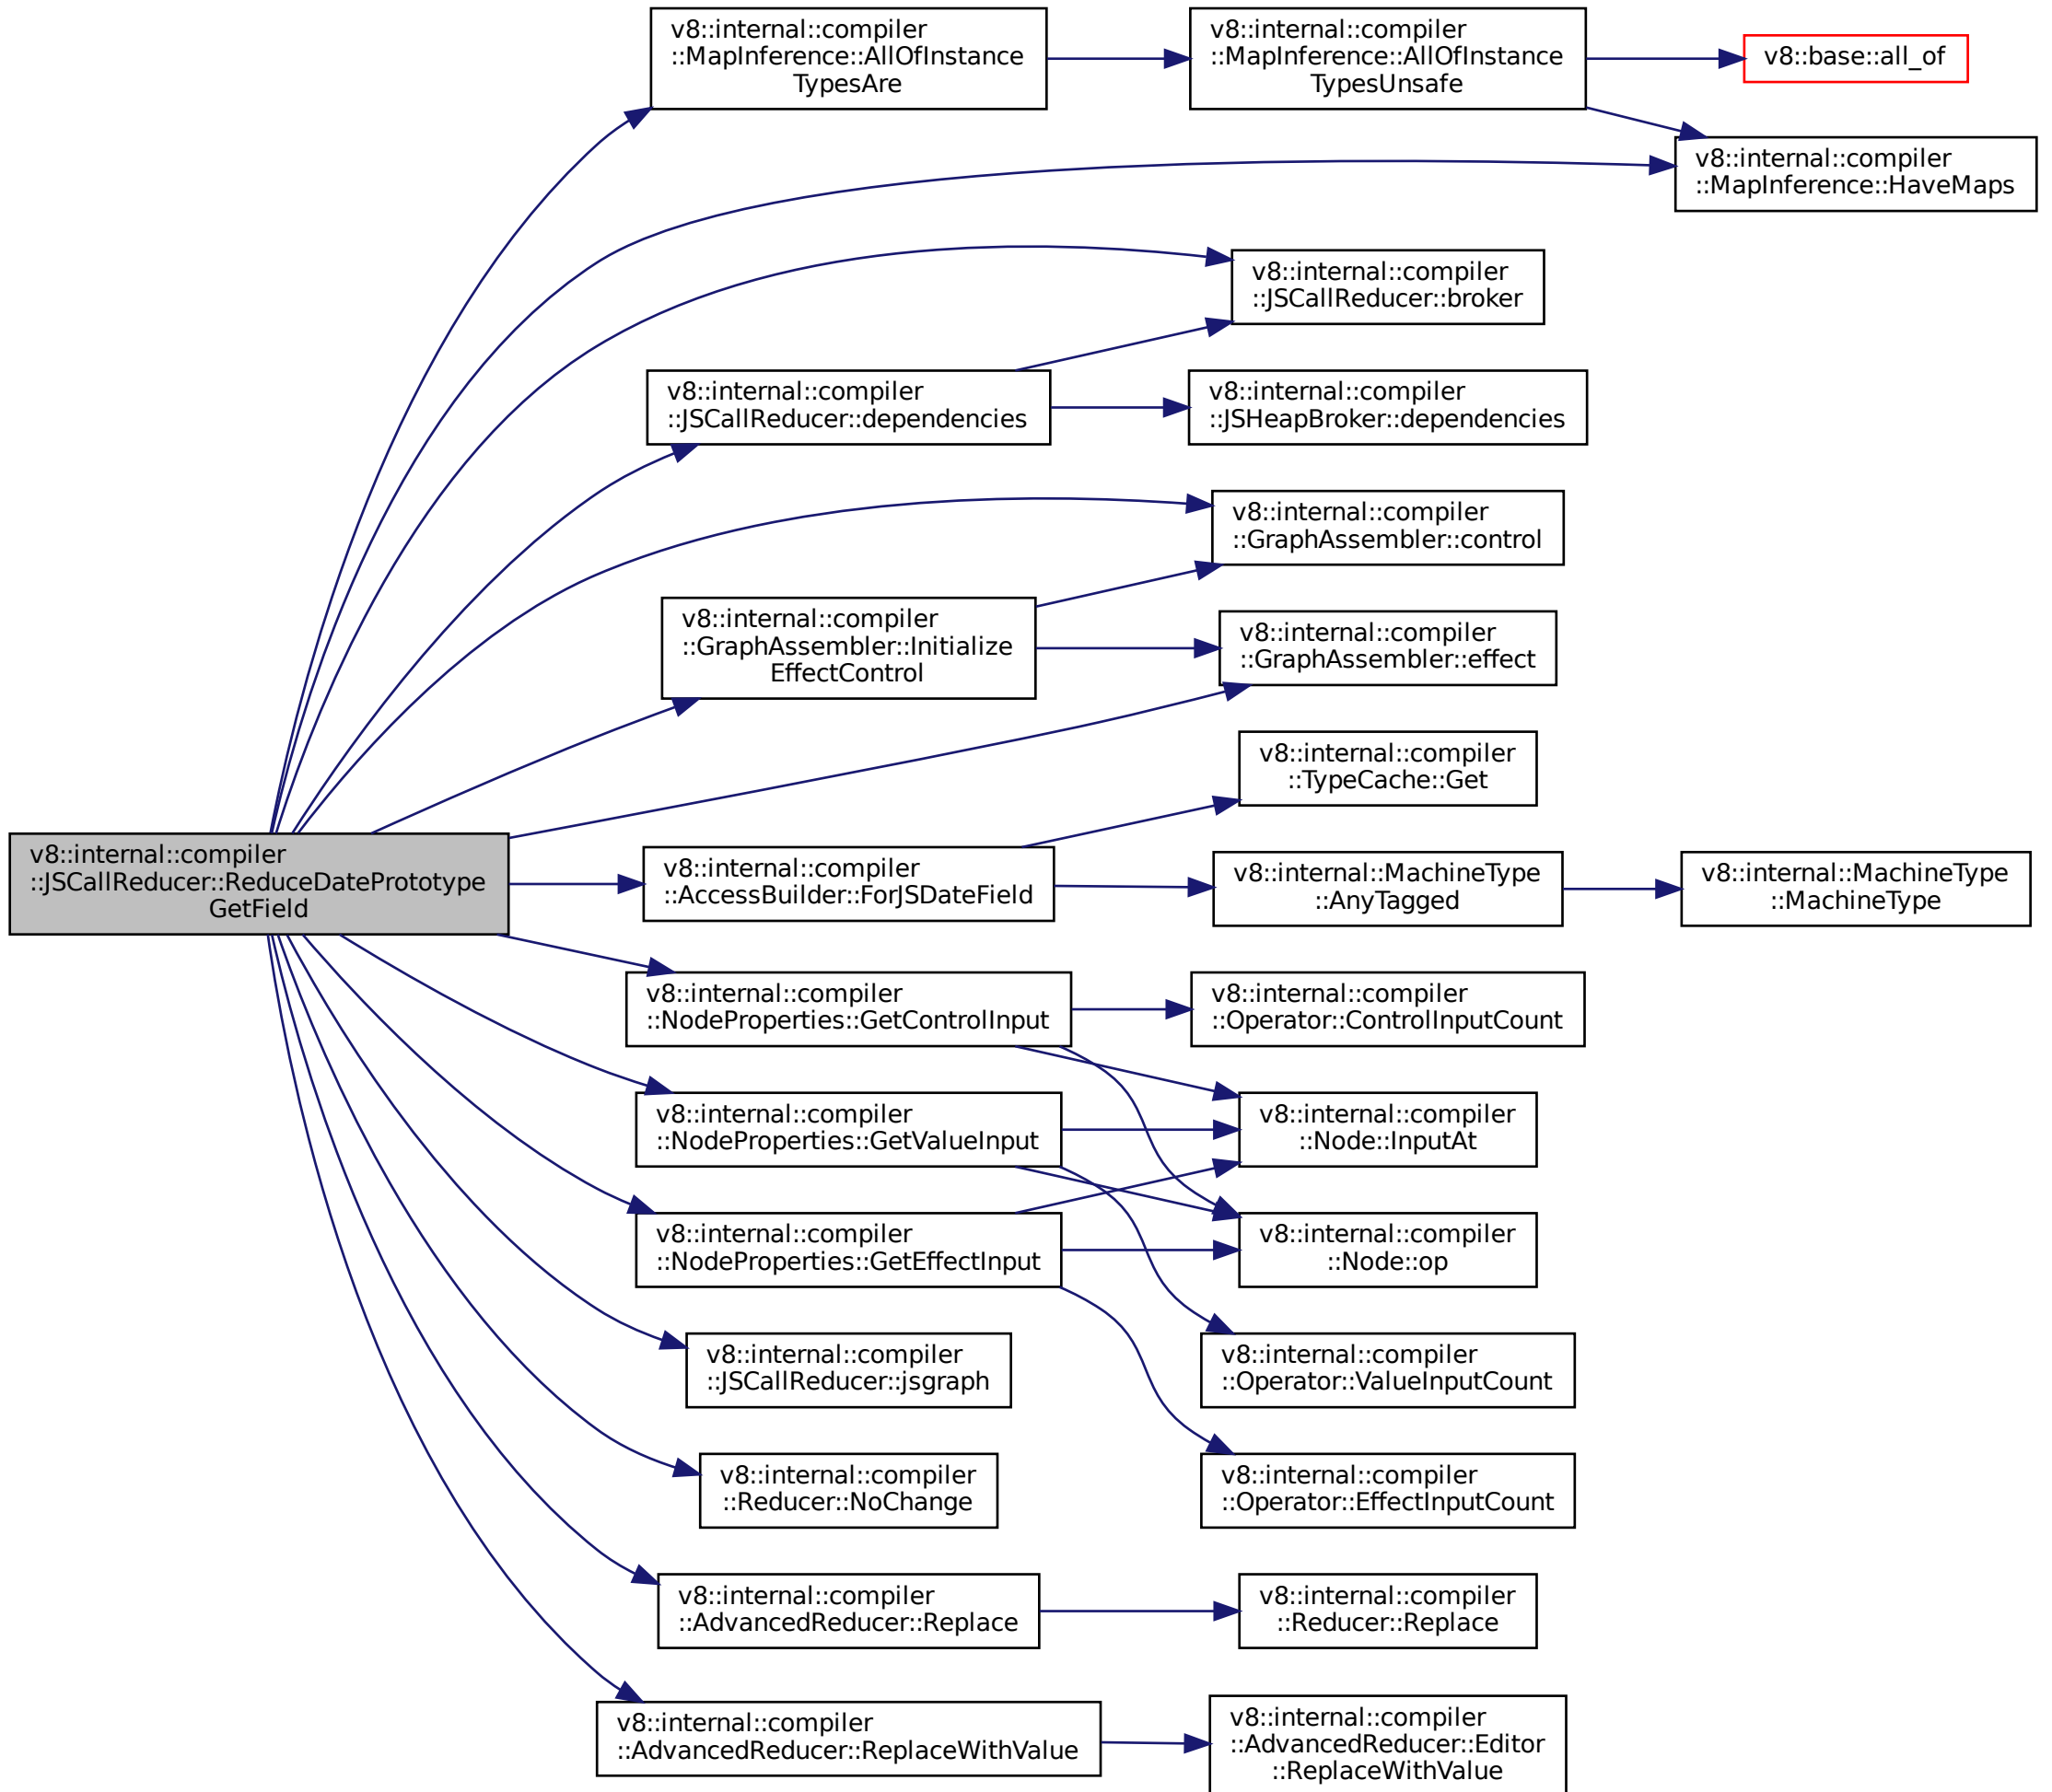 v8::internal::compiler
::MapInference::AllOfInstance
TypesAre
v8::internal::compiler
::MapInference::AllOfInstance
TypesUnsafe
v8::base::all_of
v8::internal::compiler
::MapInference::HaveMaps
v8::internal::compiler
::JSCallReducer::broker
v8::internal::compiler
::JSCallReducer::dependencies
v8::internal::compiler
::JSHeapBroker::dependencies
v8::internal::compiler
::GraphAssembler::control
v8::internal::compiler
::GraphAssembler::Initialize
EffectControl
v8::internal::compiler
::GraphAssembler::effect
v8::internal::compiler
::TypeCache::Get
v8::internal::compiler
::JSCallReducer::ReduceDatePrototype
GetField
v8::internal::compiler
::AccessBuilder::ForJSDateField
v8::internal::MachineType
::AnyTagged
v8::internal::MachineType
::MachineType
v8::internal::compiler
::NodeProperties::GetControlInput
v8::internal::compiler
::Operator::ControlInputCount
v8::internal::compiler
::NodeProperties::GetValueInput
v8::internal::compiler
::Node::InputAt
v8::internal::compiler
::NodeProperties::GetEffectInput
v8::internal::compiler
::Node::op
v8::internal::compiler
::JSCallReducer::jsgraph
v8::internal::compiler
::Operator::ValueInputCount
v8::internal::compiler
::Reducer::NoChange
v8::internal::compiler
::Operator::EffectInputCount
v8::internal::compiler
::AdvancedReducer::Replace
v8::internal::compiler
::Reducer::Replace
v8::internal::compiler
::AdvancedReducer::ReplaceWithValue
v8::internal::compiler
::AdvancedReducer::Editor
::ReplaceWithValue